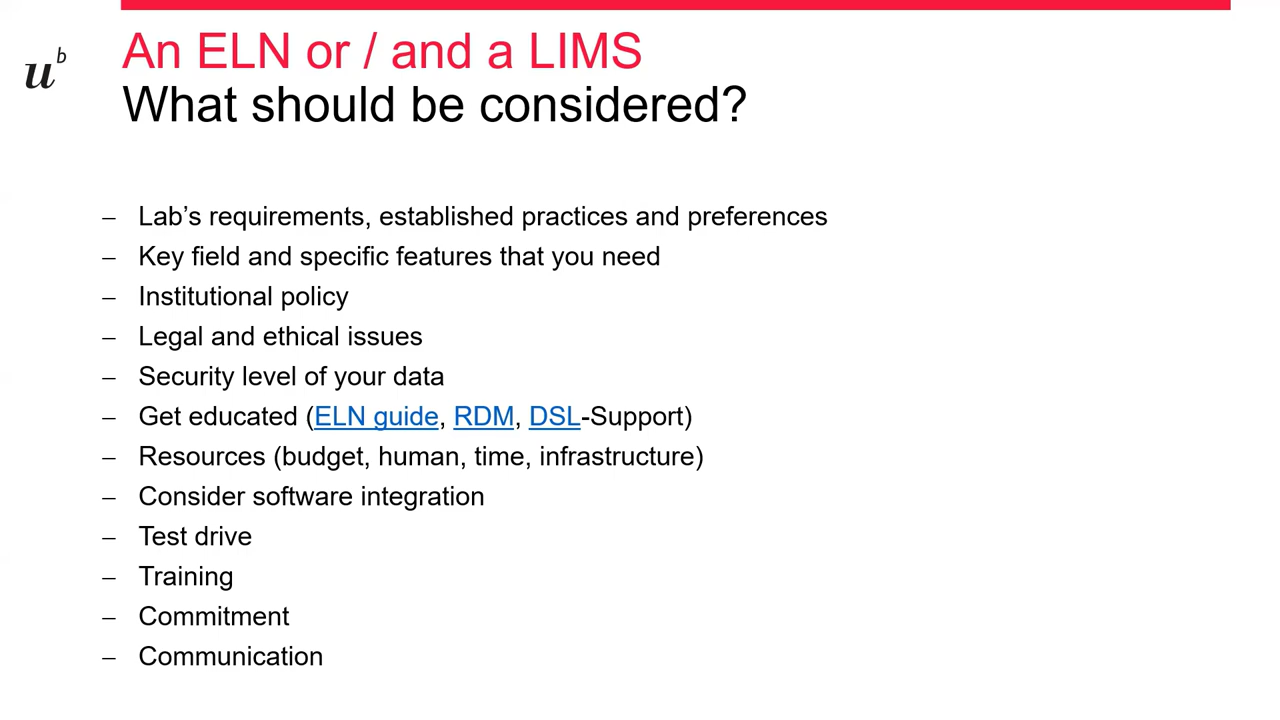 An ELN or / and a LIMS
u b
What should be considered?
– Lab’s requirements, established practices and preferences
– Key field and specific features that you need
– Institutional policy
– Legal and ethical issues
– Security level of your data
– Get educated (ELN guide, RDM, DSL-Support)
– Resources (budget, human, time, infrastructure)
– Consider software integration
– Test drive
– Training
– Commitment
– Communication